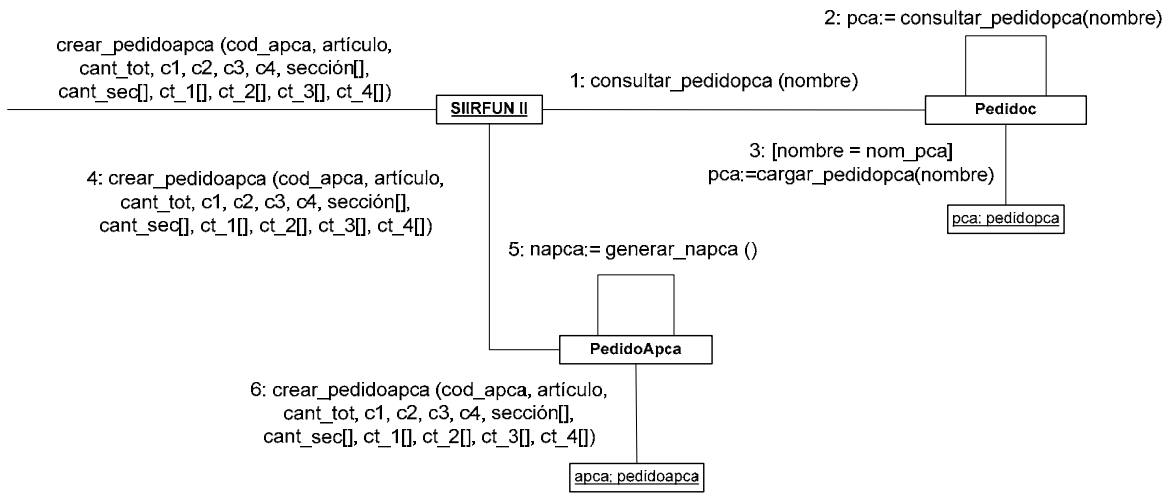 2: pca:= consultar_pedidopca(nombre)
crear_pedidoapca (cod_apca, artículo,
cant_tot, c1, c2, c3, c4, sección[],
cant_sec[], ct_1[], ct_2[], ct_3[], ct_4[])
1: consultar_pedidopca (nombre)
SIIRFUN II
Pedidoc
3: [nombre = nom_pca]
pca:=cargar_pedidopca(nombre)
4: crear_pedidoapca (cod_apca, artículo,
cant_tot, c1, c2, c3, c4, sección[],
cant_sec[], ct_1[], ct_2[], ct_3[], ct_4[])
pca: pedidopca
5: napca:= generar_napca ()
PedidoApca
6: crear_pedidoapca (cod_apca, artículo,
cant_tot, c1, c2, c3, c4, sección[],
cant_sec[], ct_1[], ct_2[], ct_3[], ct_4[])
apca: pedidoapca